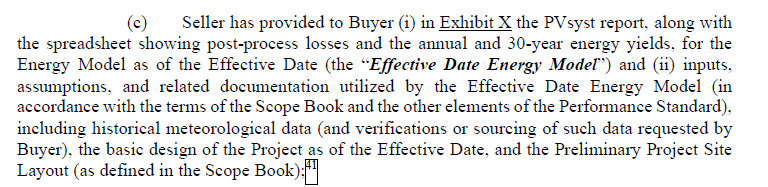 (c) Seller has provided to Buyer (i) in Exhibit X the PVsyst report, along with
the spreadsheet showing post-process losses and the annual and 30-year energy yields, for the
Energy Model as of the Effective Date (the “Effective Date Energy Model”) and (ii) inputs,
assumptions, and related documentation utilized by the Effective Date Energy Model (in
accordance with the terms of the Scope Book and the other elements of the Performance Standard),
including historical meteorological data (and verifications or sourcing of such data requested by
Buyer), the basic design of the Project as of the Effective Date, and the Preliminary Project Site
Layout (as defined in the Scope Book);41